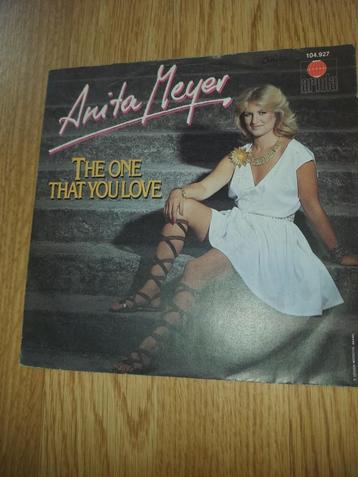 104.927
ariola
Anita Meyer
THE ONE
THAT YOU LOVE